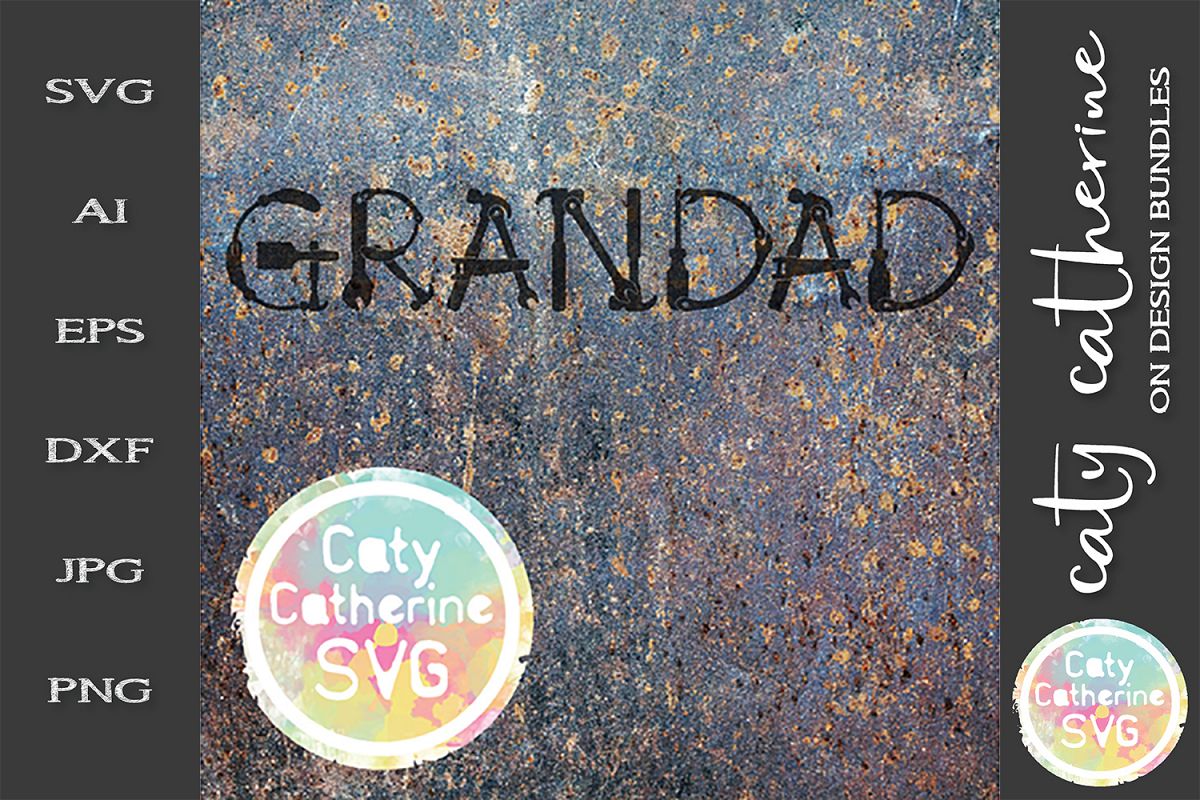 SVG
AI
EPS
DXF
JPG
PNG
GRANDAD
Caty
Catherine
SVG
caty catherine
ON DESIGN BUNDLES
Caty
Catherine
SVG